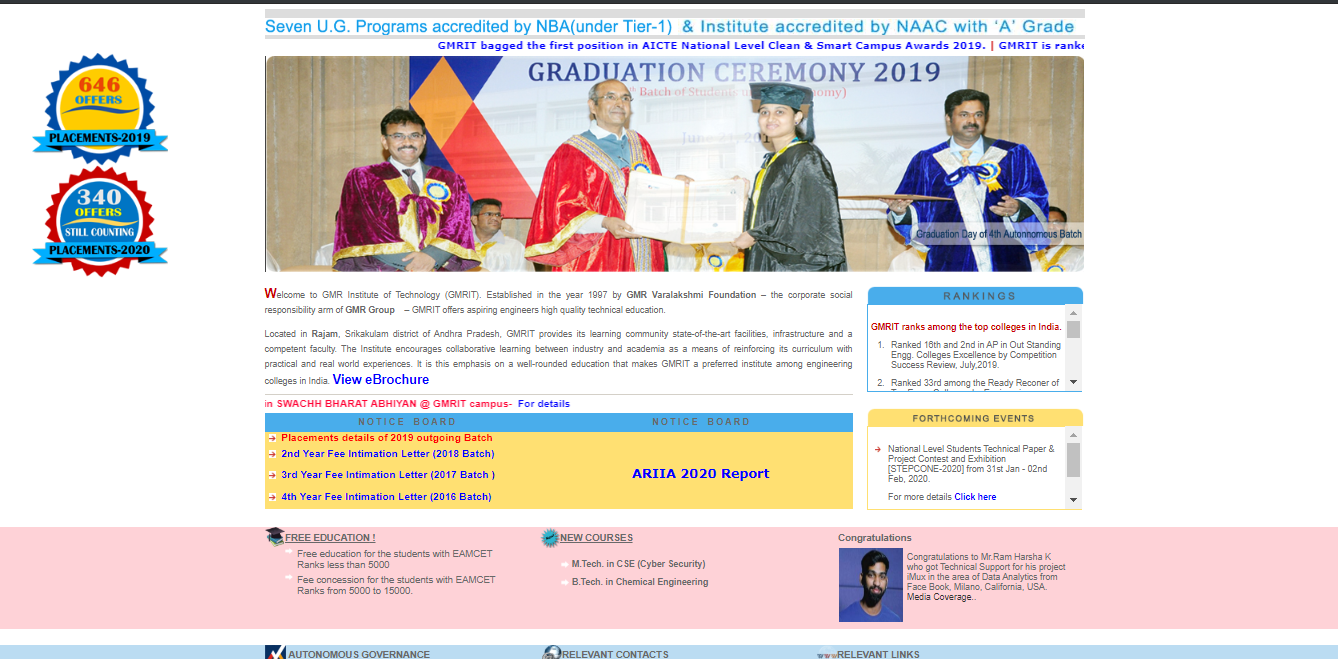 Seven U.G. Programs accredited by NBA(under Tier-1) & Institute accredited by NAAC with ‘A’ Grade
GMRIT bagged the first position in AICTE National Level Clean & Smart Campus Awards 2019. | GMRIT is ranke
646
OFFERS
PLACEMENTS-2019
340
OFFERS
STILL COUNTING
PLACEMENTS-2020
GRADUATION CEREMONY 2019
Batch of Students
Graduation Day of 4th Autonnomous Batch
Welcome to GMR Institute of Technology (GMRIT). Established in the year 1997 by GMR Varalakshmi Foundation – the corporate social
responsibility arm of GMR Group – GMRIT offers aspiring engineers high quality technical education.
Located in Rajam, Srikakulam district of Andhra Pradesh, GMRIT provides its learning community state-of-the-art facilities, infrastructure and a
competent faculty. The Institute encourages collaborative learning between industry and academia as a means of reinforcing its curriculum with
practical and real world experiences. It is this emphasis on a well-rounded education that makes GMRIT a preferred institute among engineering
colleges in India. View eBrochure
in SWACHH BHARAT ABHIYAN @ GMRIT campus- For details
NOTICE BOARD NOTICE BOARD
Placements details of 2019 outgoing Batch
2nd Year Fee Intimation Letter (2018 Batch)
3rd Year Fee Intimation Letter (2017 Batch )
4th Year Fee Intimation Letter (2016 Batch)
ARIIA 2020 Report
RANKINGS
GMRIT ranks among the top colleges in India.
1. Ranked 16th and 2nd in AP in Out Standing
Engg. Colleges Excellence by Competition
Success Review, July,2019.
2. Ranked 33rd among the Ready Reconer of
FORTHCOMING EVENTS
National Level Students Technical Paper &
Project Contest and Exhibition
[STEPCONE-2020] from 31st Jan - 02nd
Feb, 2020.
For more details Click here
FREE EDUCATION !
Free education for the students with EAMCET
Ranks less than 5000
Fee concession for the students with EAMCET
Ranks from 5000 to 15000.
NEW COURSES
M.Tech. in CSE (Cyber Security)
B.Tech. in Chemical Engineering
Congratulations
Congratulations to Mr.Ram Harsha K
who got Technical Support for his project
iMux in the area of Data Analytics from
Face Book, Milano, California, USA.
Media Coverage..
AUTONOMOUS GOVERNANCE
RELEVANT CONTACTS
www RELEVANT LINKS